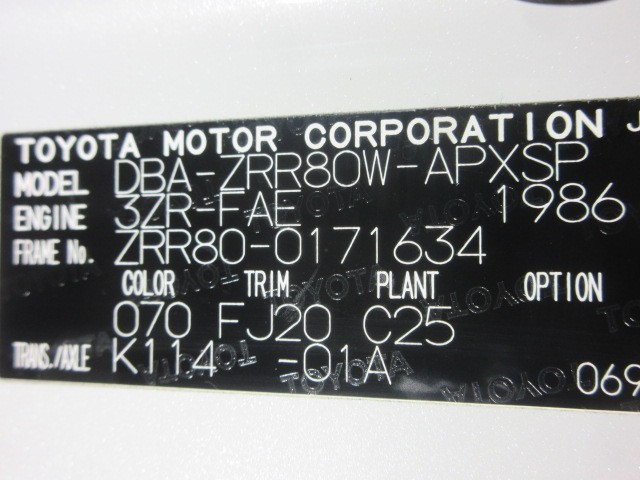 TOYOTA MOTOR CORPORATION J
MODEL DBA-ZRR80W-APXSP
ENGINE 3ZR-FAE 1986
FRAME No. ZRR80-0171634
COLOR TRIM PLANT OPTION
070 FJ20 C25
TRANS./AXLE K114 -01A
069